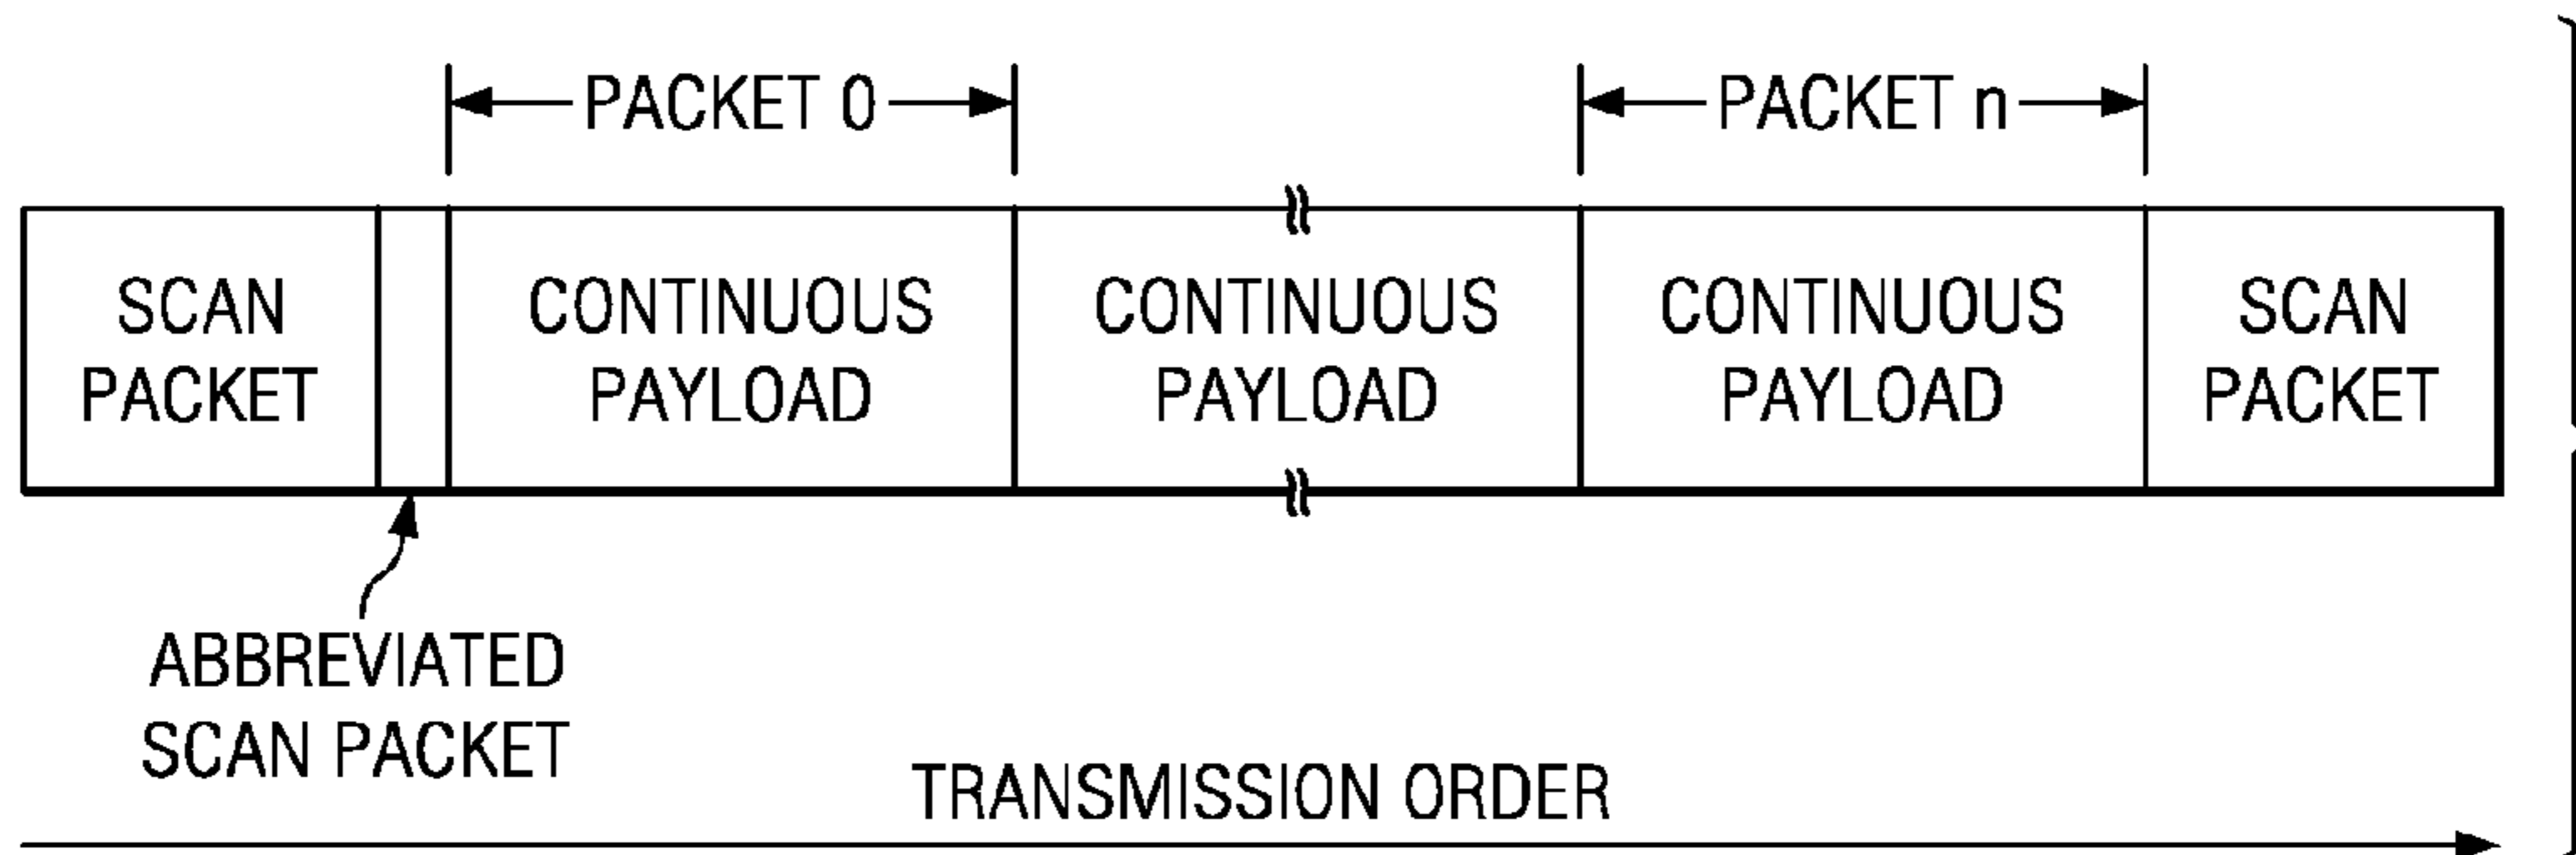 PACKET 0
PACKET n
SCAN
PACKET
CONTINUOUS
PAYLOAD
CONTINUOUS
PAYLOAD
CONTINUOUS
PAYLOAD
SCAN
PACKET
ABBREVIATED
SCAN PACKET
TRANSMISSION ORDER